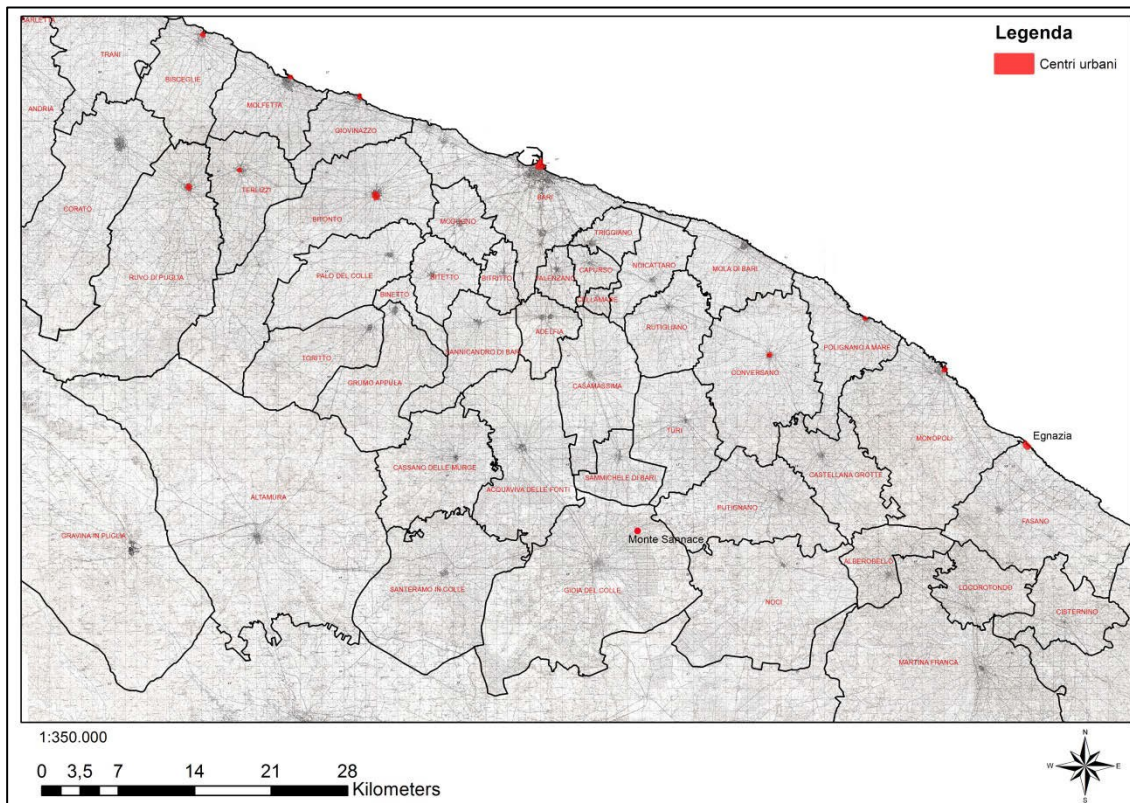 BARLETTA
Legenda
Centri urbani
TRANI
BISCEGLIE
ANDRIA
MOLFETTA
GIOVINAZZO
TERLIZZI
BARI
CORATO
BITONTO
MODUGNO
TRIGGIANO
RUVO DI PUGLIA
PALO DEL COLLE
BITETTO
BITRITTO
VALENZANO
CAPURSO
NOICATTARO
MOLA DI BARI
BINETTO
CELLAMARE
ADELFIA
RUTIGLIANO
TORITTO
SANNICANDRO DI BARI
POLIGNANO A MARE
GRUMO APPULA
CASAMASSIMA
CONVERSANO
TURI
MONOPOLI
Egnazia
CASSANO DELLE MURGE
SAMMICHELE DI BARI
CASTELLANA GROTTE
ALTAMURA
ACQUAVIVA DELLE FONTI
PUTIGNANO
FASANO
GRAVINA IN PUGLIA
Monte Sannace
ALBEROBELLO
SANTERAMO IN COLLE
GIOIA DEL COLLE
LOCOROTONDO
NOCI
CISTERNINO
MARTINA FRANCA
1:350.000
0 3,5 7 14 21 28
Kilometers
N
W E
S